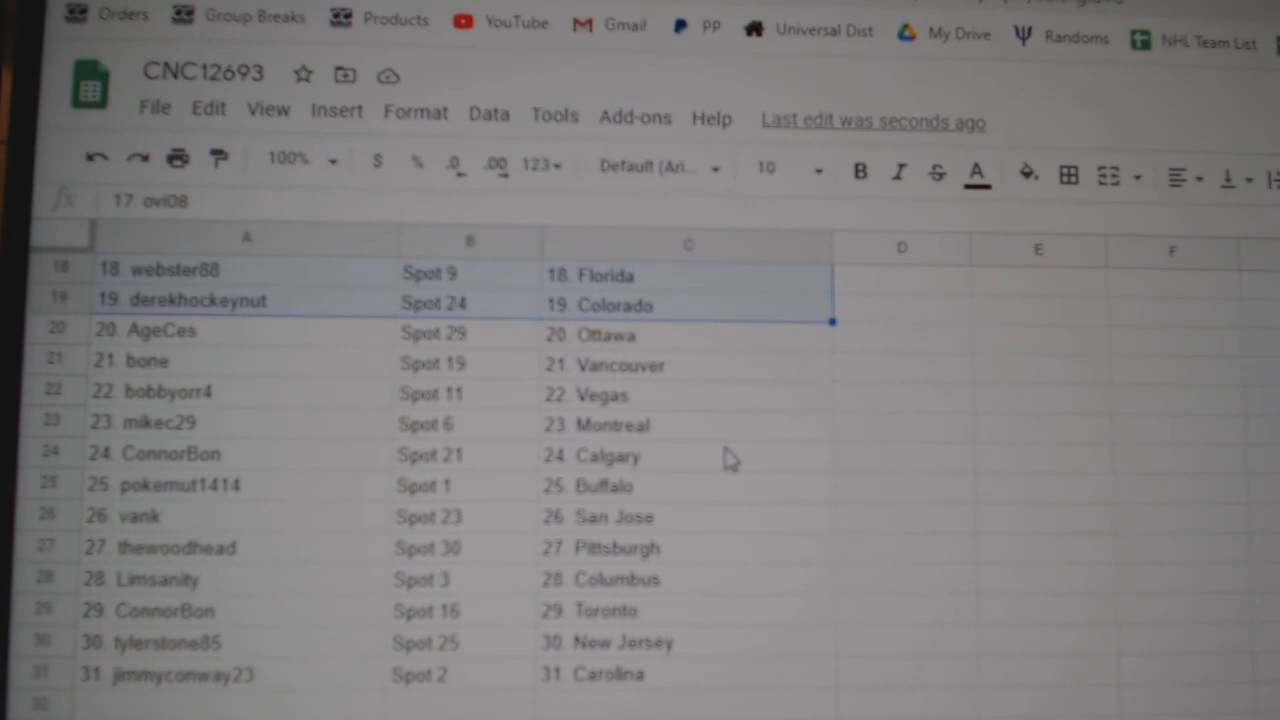 Orders Group Breaks Products YouTube Gmail PP Universal Dist My Drive Randoms NHL Team List
CNC12693
File Edit View Insert Format Data Tools Add-ons Help Last edit was seconds ago
100% $ % .0 .00 123 Default (Ari... 10 B I S A
fx 17. ovi08
A B C D E F
18 18. webster88 Spot 9 18. Florida
19 19. derekhockeynut Spot 24 19. Colorado
20 20. AgeCes Spot 29 20. Ottawa
21 21. bone Spot 19 21. Vancouver
22 22. bobbyorr4 Spot 11 22. Vegas
23 23. mikec29 Spot 6 23. Montreal
24 24. ConnorBon Spot 21 24. Calgary
25 25. pokemut1414 Spot 1 25. Buffalo
26 26. vank Spot 23 26. San Jose
27 27. thewoodhead Spot 30 27. Pittsburgh
28 28. Limsanity Spot 3 28. Columbus
29 29. ConnorBon Spot 16 29. Toronto
30 30. tylerstone85 Spot 25 30. New Jersey
31 31. jimmyconway23 Spot 2 31. Carolina
32